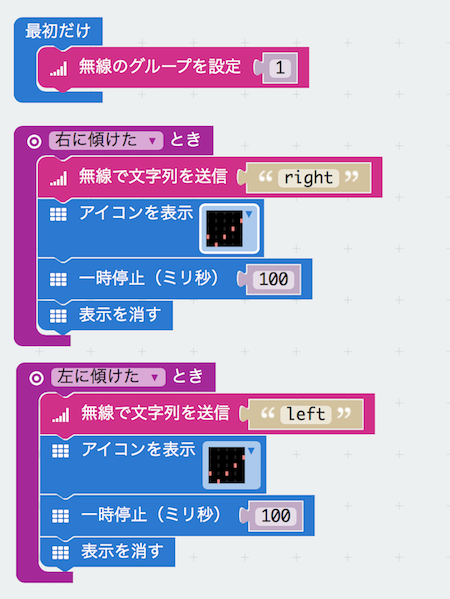 最初だけ
無線のグループを設定 1
右に傾けた ▼ とき
無線で文字列を送信 “ right ”
アイコンを表示 ▼
一時停止（ミリ秒） 100
表示を消す
左に傾けた ▼ とき
無線で文字列を送信 “ left ”
アイコンを表示 ▼
一時停止（ミリ秒） 100
表示を消す